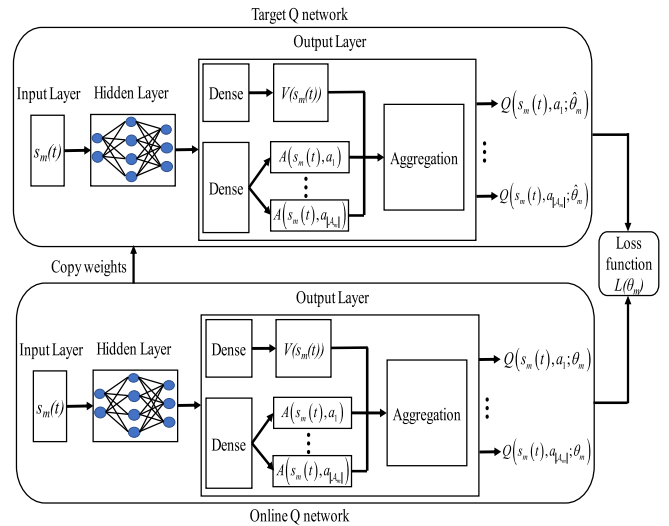 Target Q network
Output Layer
Input Layer
Hidden Layer
s_m(t)
Dense
V(s_m(t))
Dense
A(s_m(t), a_1)
⋮
A(s_m(t), a_{|𝒜_m|})
Aggregation
Q(s_m(t), a_1; θ̂_m)
⋮
Q(s_m(t), a_{|𝒜_m|}; θ̂_m)
Copy weights
Loss
function
L(θ_m)
Output Layer
Input Layer
Hidden Layer
s_m(t)
Dense
V(s_m(t))
Dense
A(s_m(t), a_1)
⋮
A(s_m(t), a_{|𝒜_m|})
Aggregation
Q(s_m(t), a_1; θ_m)
⋮
Q(s_m(t), a_{|𝒜_m|}; θ_m)
Online Q network